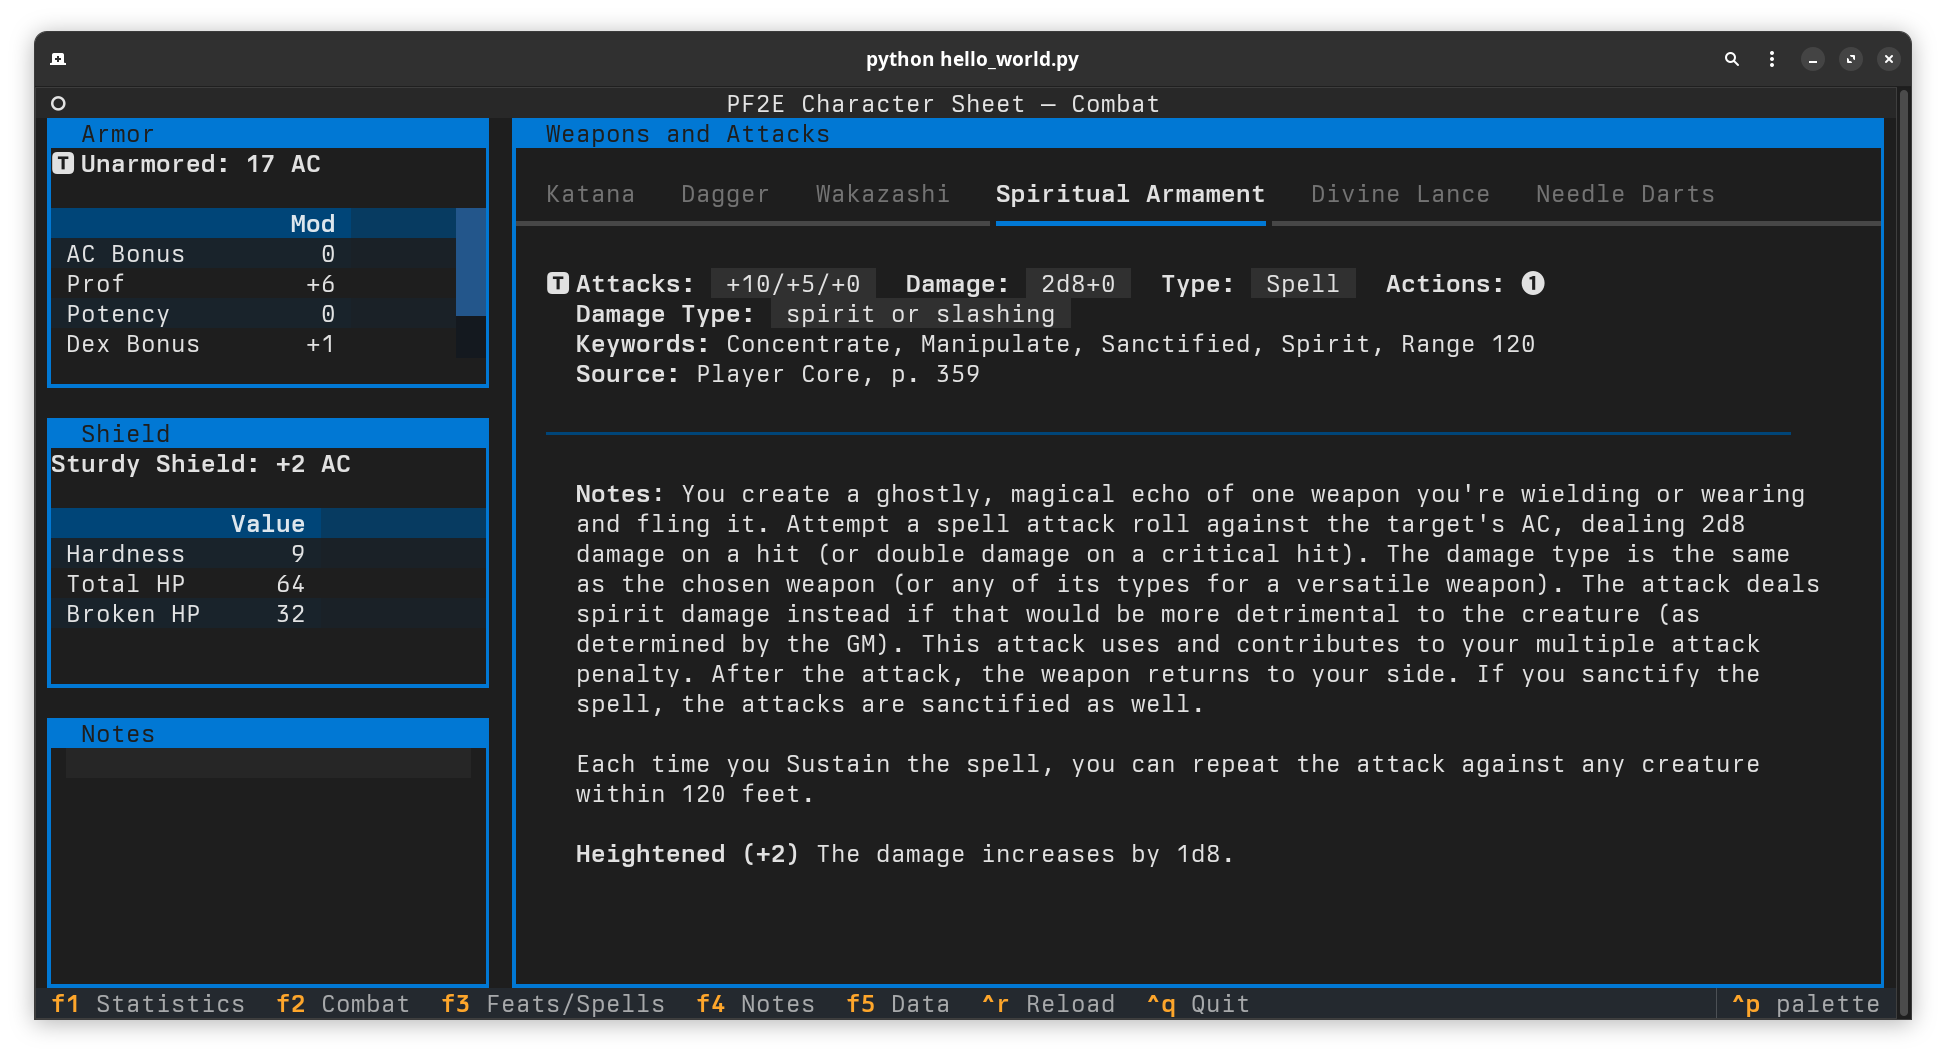 python hello_world.py
PF2E Character Sheet — Combat
Armor
T Unarmored: 17 AC
Mod
AC Bonus 0
Prof +6
Potency 0
Dex Bonus +1
Shield
Sturdy Shield: +2 AC
Value
Hardness 9
Total HP 64
Broken HP 32
Notes
Weapons and Attacks
Katana Dagger Wakazashi Spiritual Armament Divine Lance Needle Darts
T Attacks: +10/+5/+0 Damage: 2d8+0 Type: Spell Actions: 1
Damage Type: spirit or slashing
Keywords: Concentrate, Manipulate, Sanctified, Spirit, Range 120
Source: Player Core, p. 359
Notes: You create a ghostly, magical echo of one weapon you're wielding or wearing
and fling it. Attempt a spell attack roll against the target's AC, dealing 2d8
damage on a hit (or double damage on a critical hit). The damage type is the same
as the chosen weapon (or any of its types for a versatile weapon). The attack deals
spirit damage instead if that would be more detrimental to the creature (as
determined by the GM). This attack uses and contributes to your multiple attack
penalty. After the attack, the weapon returns to your side. If you sanctify the
spell, the attacks are sanctified as well.
Each time you Sustain the spell, you can repeat the attack against any creature
within 120 feet.
Heightened (+2) The damage increases by 1d8.
f1 Statistics f2 Combat f3 Feats/Spells f4 Notes f5 Data ^r Reload ^q Quit ^p palette